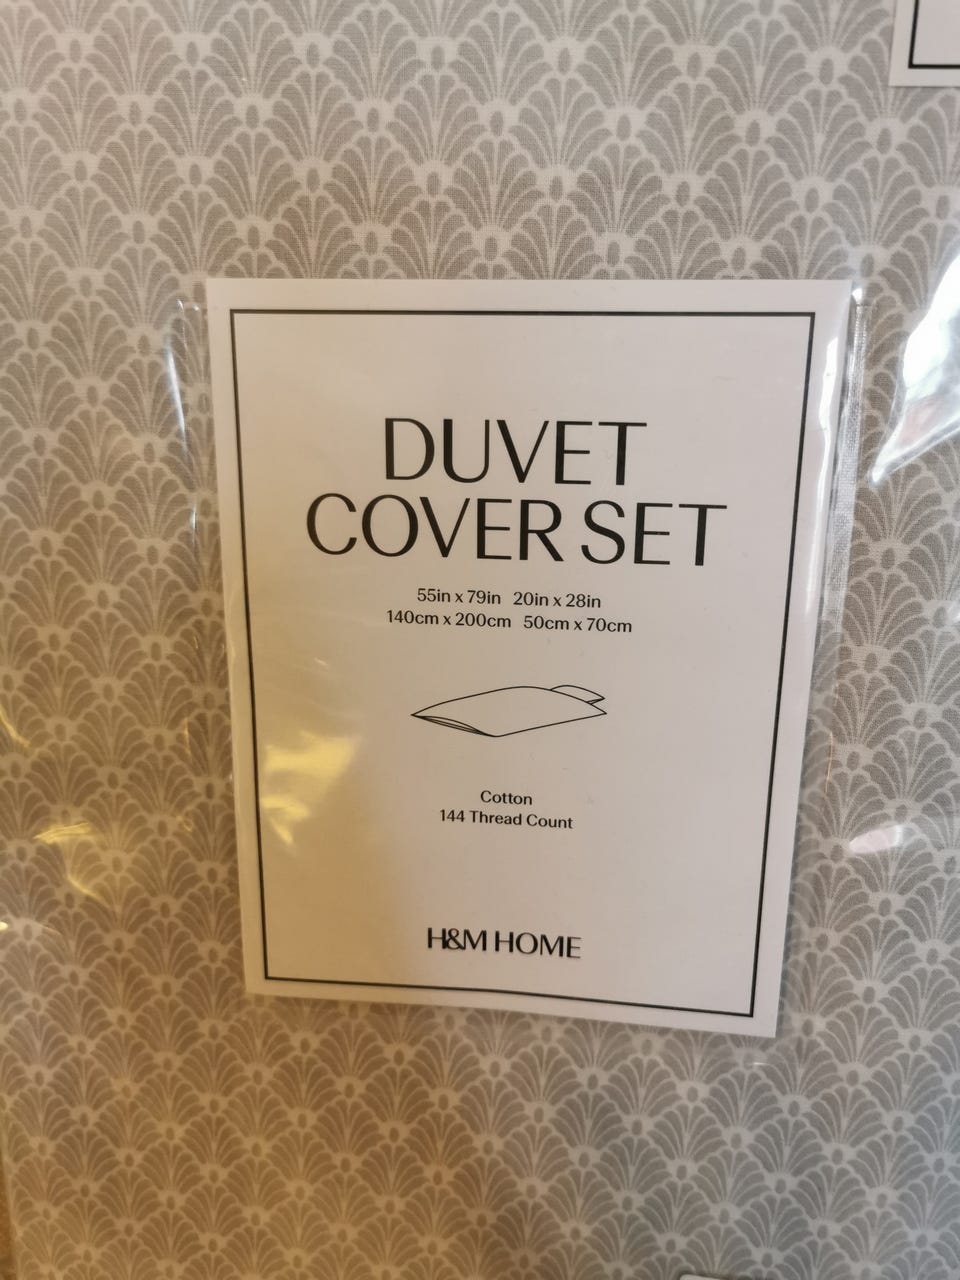 DUVET
COVER SET
55in x 79in 20in x 28in
140cm x 200cm 50cm x 70cm
Cotton
144 Thread Count
H&M HOME